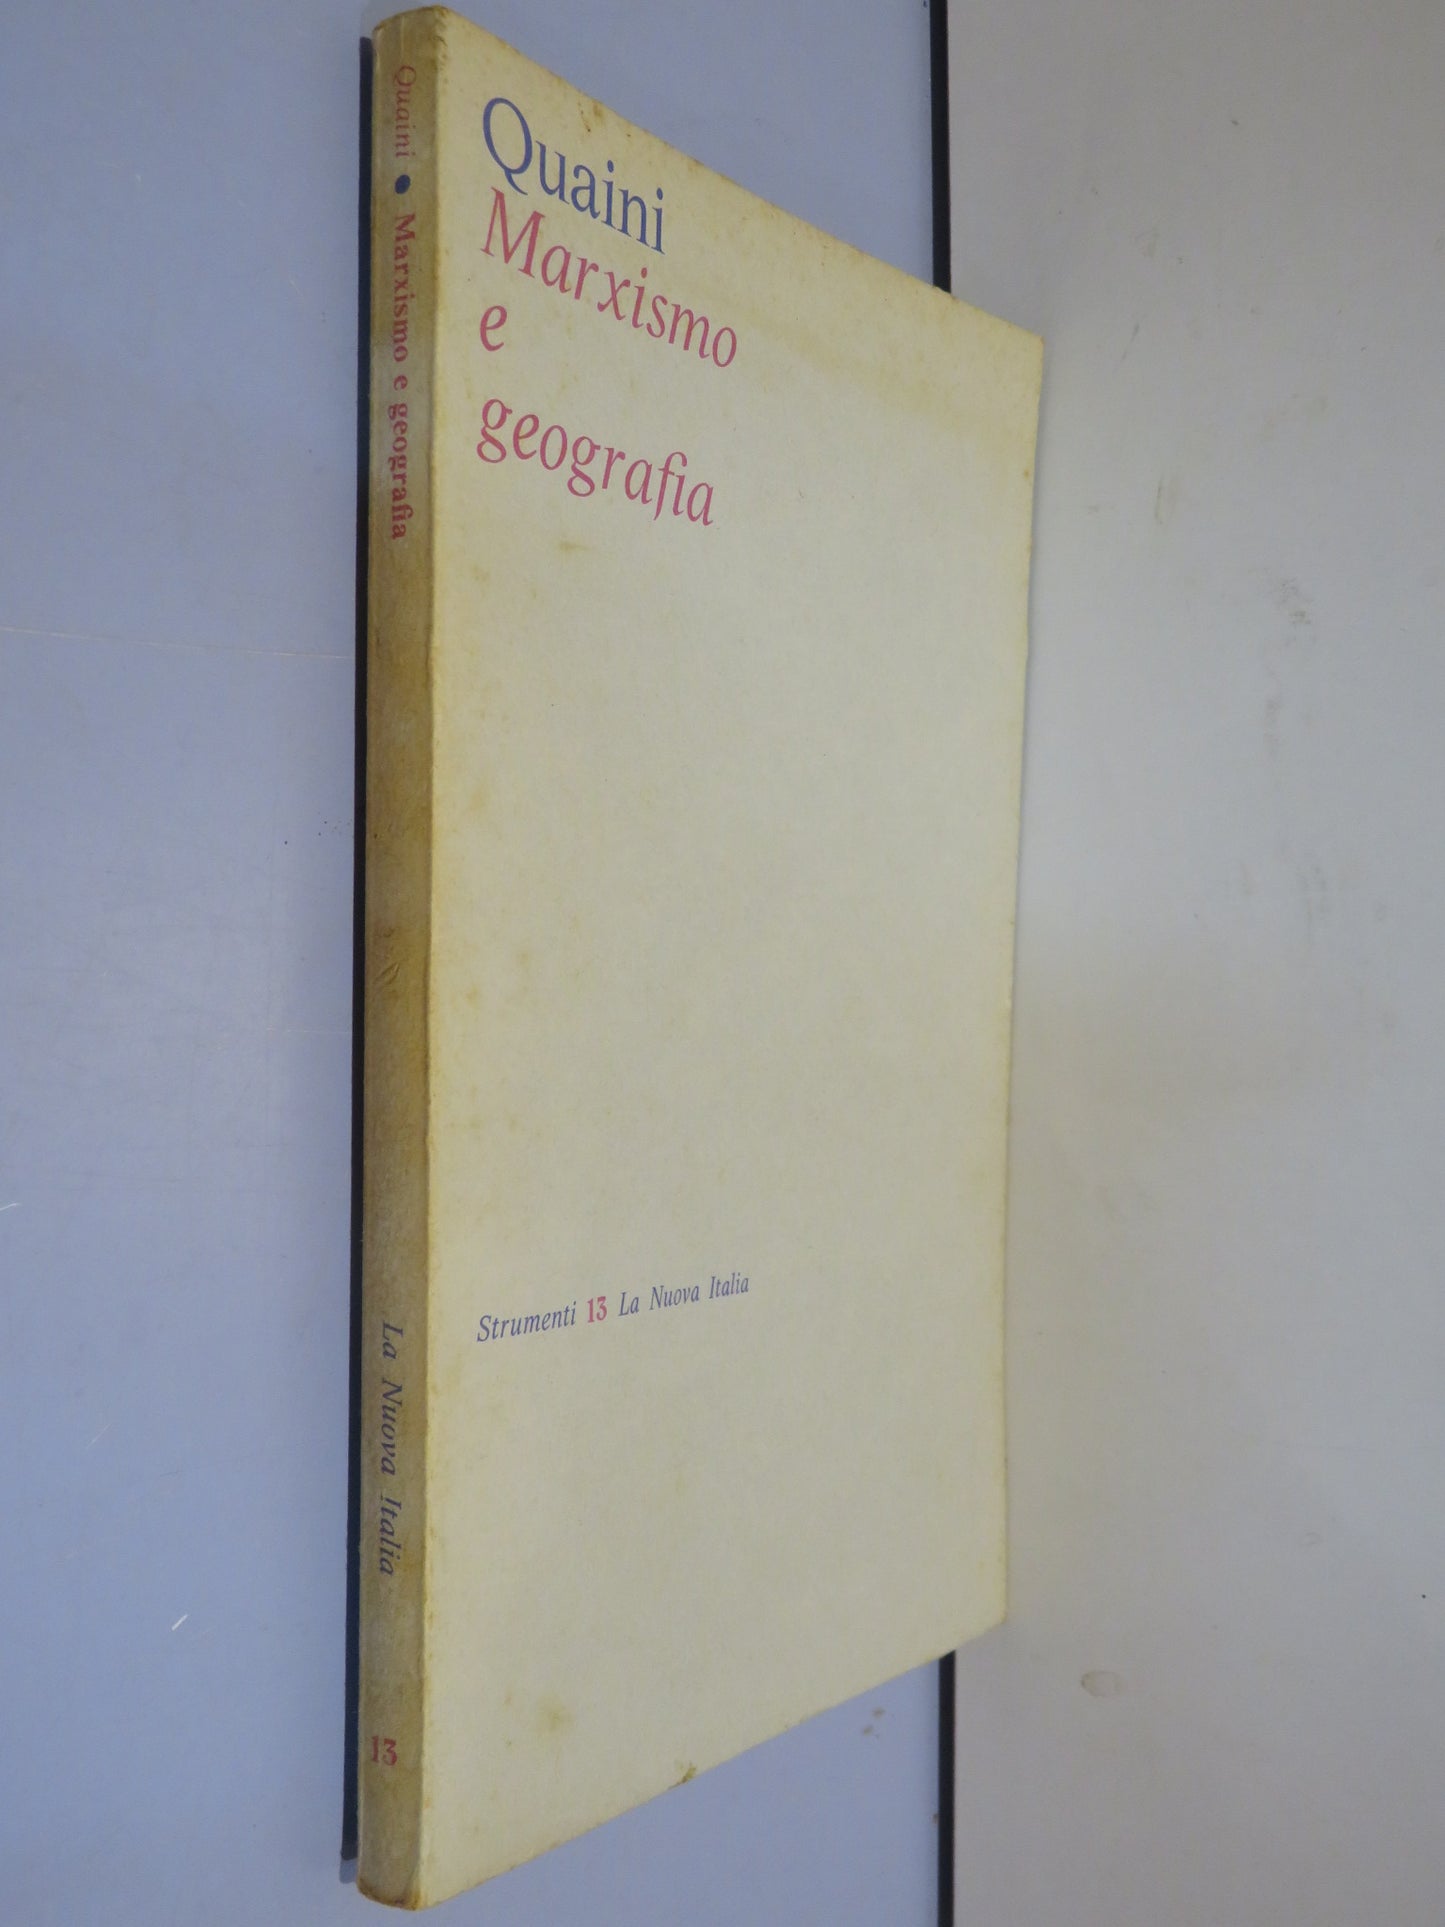 Quaini
Marxismo
e
geografia
Strumenti 13 La Nuova Italia
Quaini • Marxismo e geografia
La Nuova Italia
13